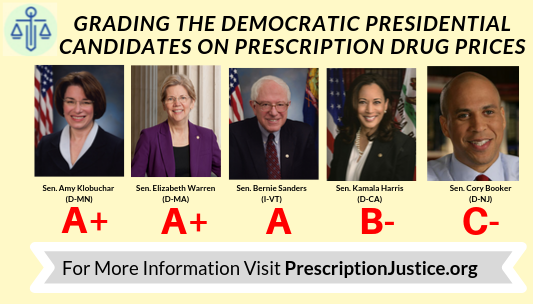 GRADING THE DEMOCRATIC PRESIDENTIAL
CANDIDATES ON PRESCRIPTION DRUG PRICES
Sen. Amy Klobuchar
(D-MN)
A+
Sen. Elizabeth Warren
(D-MA)
A+
Sen. Bernie Sanders
(I-VT)
A
Sen. Kamala Harris
(D-CA)
B-
Sen. Cory Booker
(D-NJ)
C-
For More Information Visit PrescriptionJustice.org